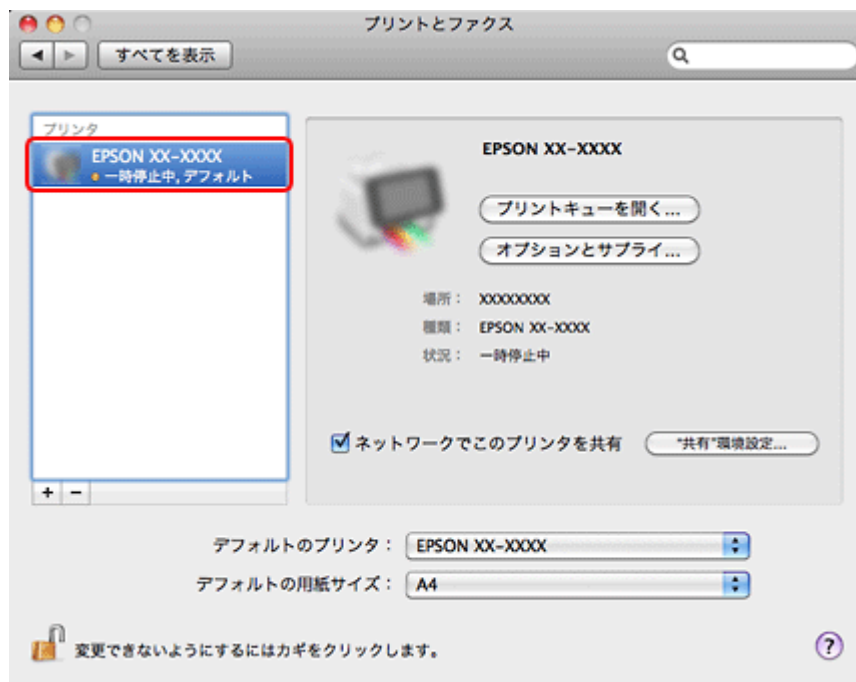 プリントとファクス
すべてを表示
プリンタ
EPSON XX-XXXX
一時停止中, デフォルト
EPSON XX-XXXX
プリントキューを開く...
オプションとサプライ...
場所： XXXXXXXX
種類： EPSON XX-XXXX
状況： 一時停止中
ネットワークでこのプリンタを共有 "共有"環境設定...
+ −
デフォルトのプリンタ： EPSON XX-XXXX
デフォルトの用紙サイズ： A4
変更できないようにするにはカギをクリックします。 ?